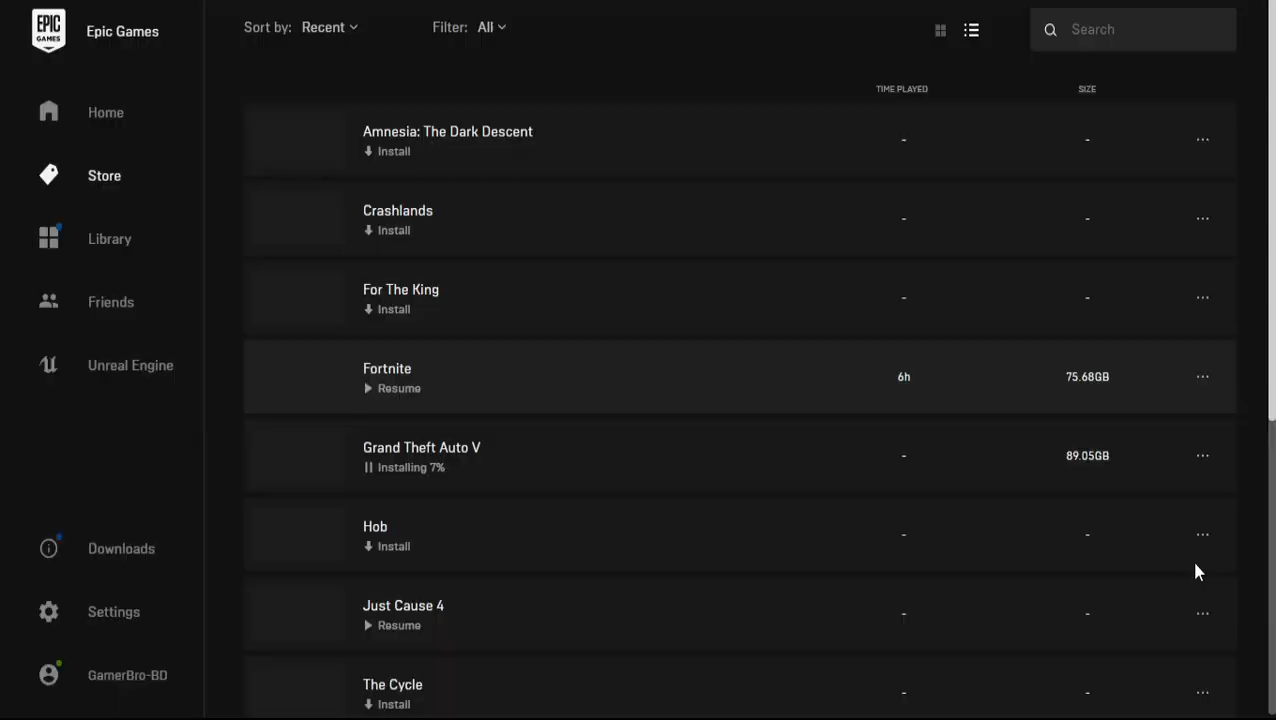 EPIC
GAMES
Epic Games
Sort by: Recent
Filter: All
Search
Home
Store
Library
Friends
Unreal Engine
Downloads
Settings
GamerBro-BD
TIME PLAYED
SIZE
Amnesia: The Dark Descent
Install
-
-
...
Crashlands
Install
-
-
...
For The King
Install
-
-
...
Fortnite
Resume
6h
75.68GB
...
Grand Theft Auto V
Installing 7%
-
89.05GB
...
Hob
Install
-
-
...
Just Cause 4
Resume
-
-
...
The Cycle
Install
-
-
...